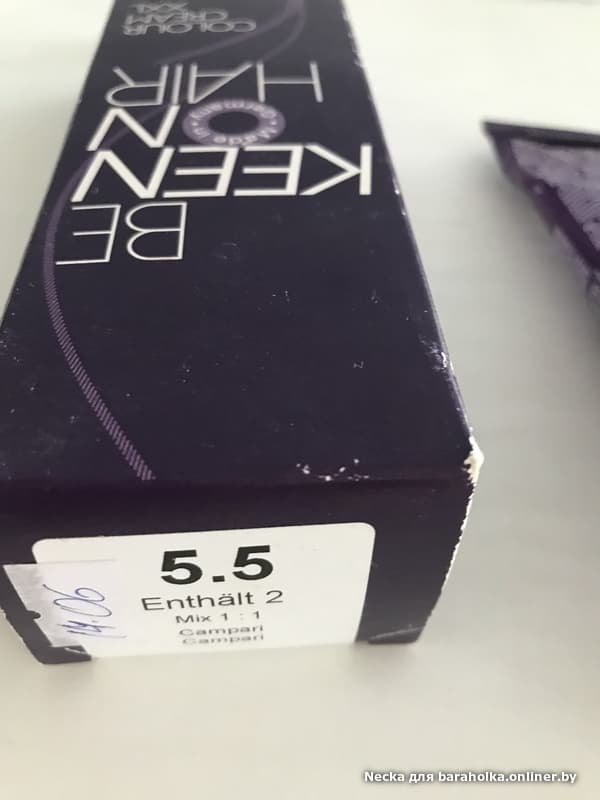 BE
KEEN
ON
HAIR
COLOUR
CREAM
XXL
Made in Germany
5.5
Enthält 2
Mix 1 : 1
Campari
Campari
14.06
Necka для baraholka.onliner.by